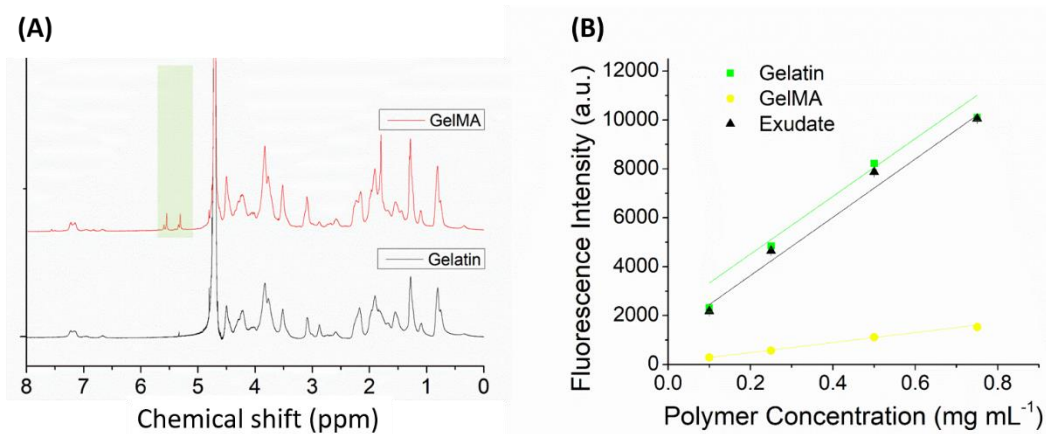 (A)
GelMA
Gelatin
8 7 6 5 4 3 2 1 0
Chemical shift (ppm)
(B)
Gelatin
GelMA
Exudate
12000
10000
8000
6000
4000
2000
0
Fluorescence Intensity (a.u.)
0.0 0.2 0.4 0.6 0.8 1.0
Polymer Concentration (mg mL⁻¹)